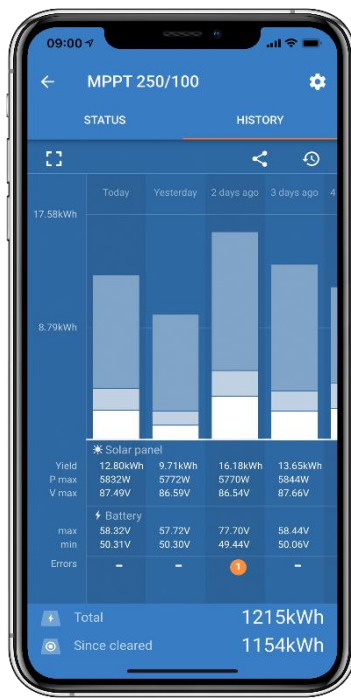 09:00
MPPT 250/100
STATUS HISTORY
Today Yesterday 2 days ago 3 days ago 4
17.58kWh
8.79kWh
Solar panel
Yield 12.80kWh 9.71kWh 16.18kWh 13.65kWh
P max 5832W 5772W 5770W 5844W
V max 87.49V 86.59V 86.54V 87.66V
Battery
max 58.32V 57.72V 77.70V 58.44V
min 50.31V 50.30V 49.44V 50.06V
Errors – – 1 –
Total 1215kWh
Since cleared 1154kWh